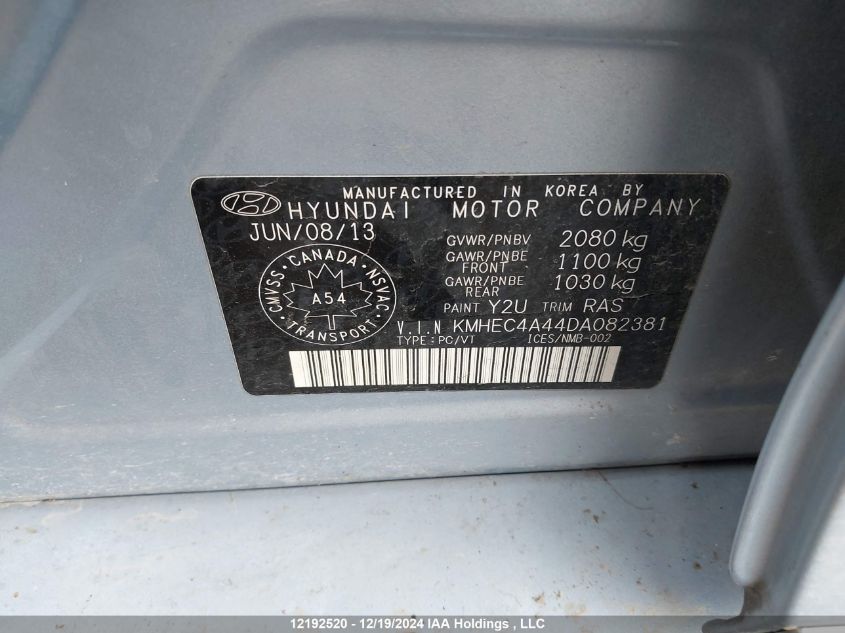 MANUFACTURED IN KOREA BY
HYUNDAI MOTOR COMPANY
JUN/08/13
GVWR/PNBV 2080 kg
GAWR/PNBE FRONT 1100 kg
GAWR/PNBE REAR 1030 kg
PAINT Y2U TRIM RAS
CMVSS · CANADA · NSVAC · TRANSPORT ·
A54
V.I.N KMHEC4A44DA082381
TYPE : PC/VT ICES/NMB-002
12192520 - 12/19/2024 IAA Holdings , LLC